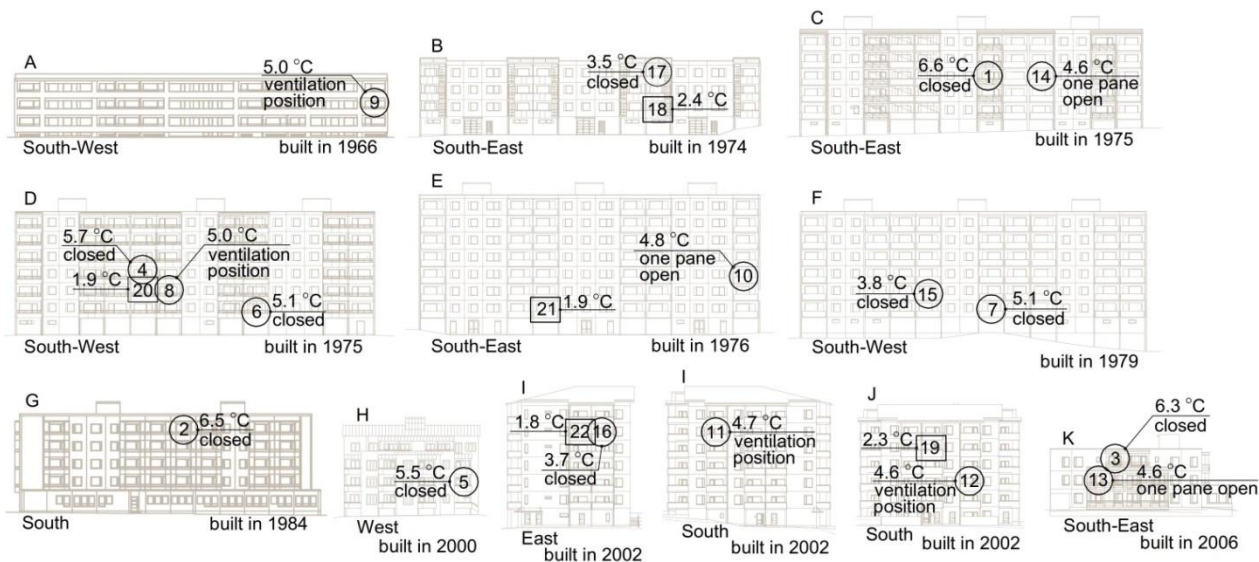 A
5.0 °C
ventilation
position
9
South-West
built in 1966
B
3.5 °C
closed
17
18
2.4 °C
South-East
built in 1974
C
6.6 °C
closed
1
14
4.6 °C
one pane
open
South-East
built in 1975
D
5.7 °C
closed
4
5.0 °C
ventilation
position
1.9 °C
20
8
6
5.1 °C
closed
South-West
built in 1975
E
4.8 °C
one pane
open
10
21
1.9 °C
South-East
built in 1976
F
3.8 °C
closed
15
7
5.1 °C
closed
South-West
built in 1979
G
2
6.5 °C
closed
South
built in 1984
H
5.5 °C
closed
5
West
built in 2000
I
1.8 °C
22
16
3.7 °C
closed
East
built in 2002
I
11
4.7 °C
ventilation
position
South
built in 2002
J
2.3 °C
19
4.6 °C
ventilation
position
12
South
built in 2002
6.3 °C
closed
K
3
13
4.6 °C
one pane open
South-East
built in 2006